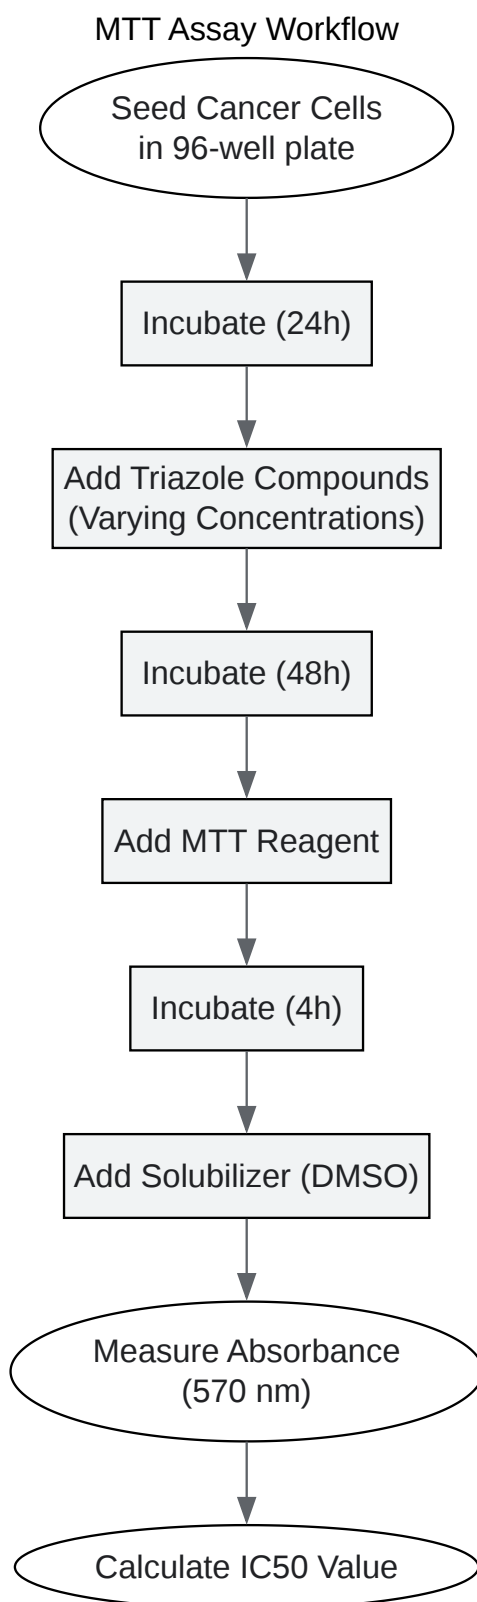 MTT Assay Workflow
Seed Cancer Cells
in 96-well plate
Incubate (24h)
Add Triazole Compounds
(Varying Concentrations)
Incubate (48h)
Add MTT Reagent
Incubate (4h)
Add Solubilizer (DMSO)
Measure Absorbance
(570 nm)
Calculate IC50 Value